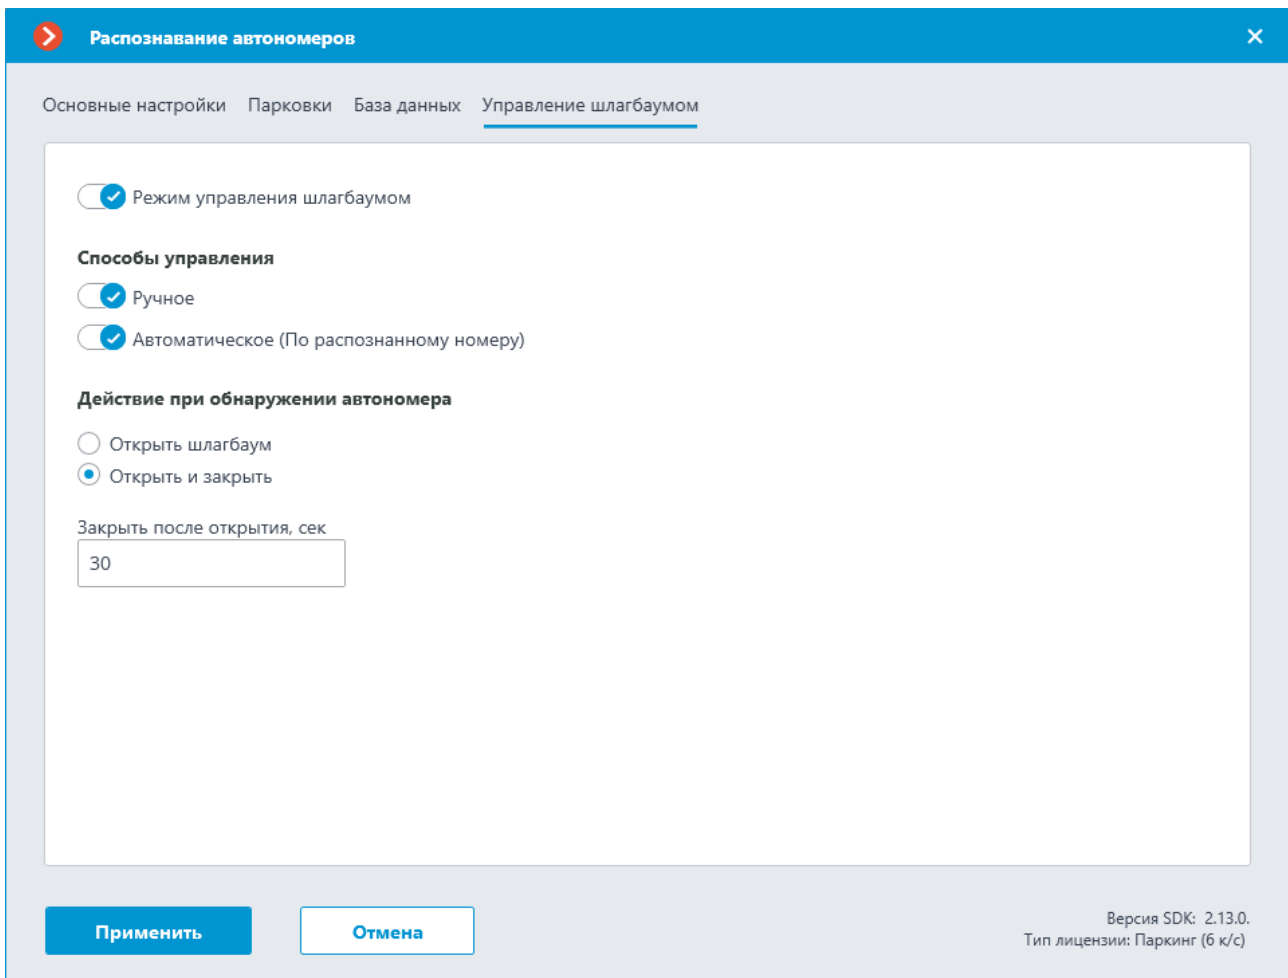 Распознавание автономеров
Основные настройки Парковки База данных Управление шлагбаумом
Режим управления шлагбаумом
Способы управления
Ручное
Автоматическое (По распознанному номеру)
Действие при обнаружении автономера
Открыть шлагбаум
Открыть и закрыть
Закрыть после открытия, сек
30
Применить Отмена
Версия SDK: 2.13.0.
Тип лицензии: Паркинг (6 к/с)